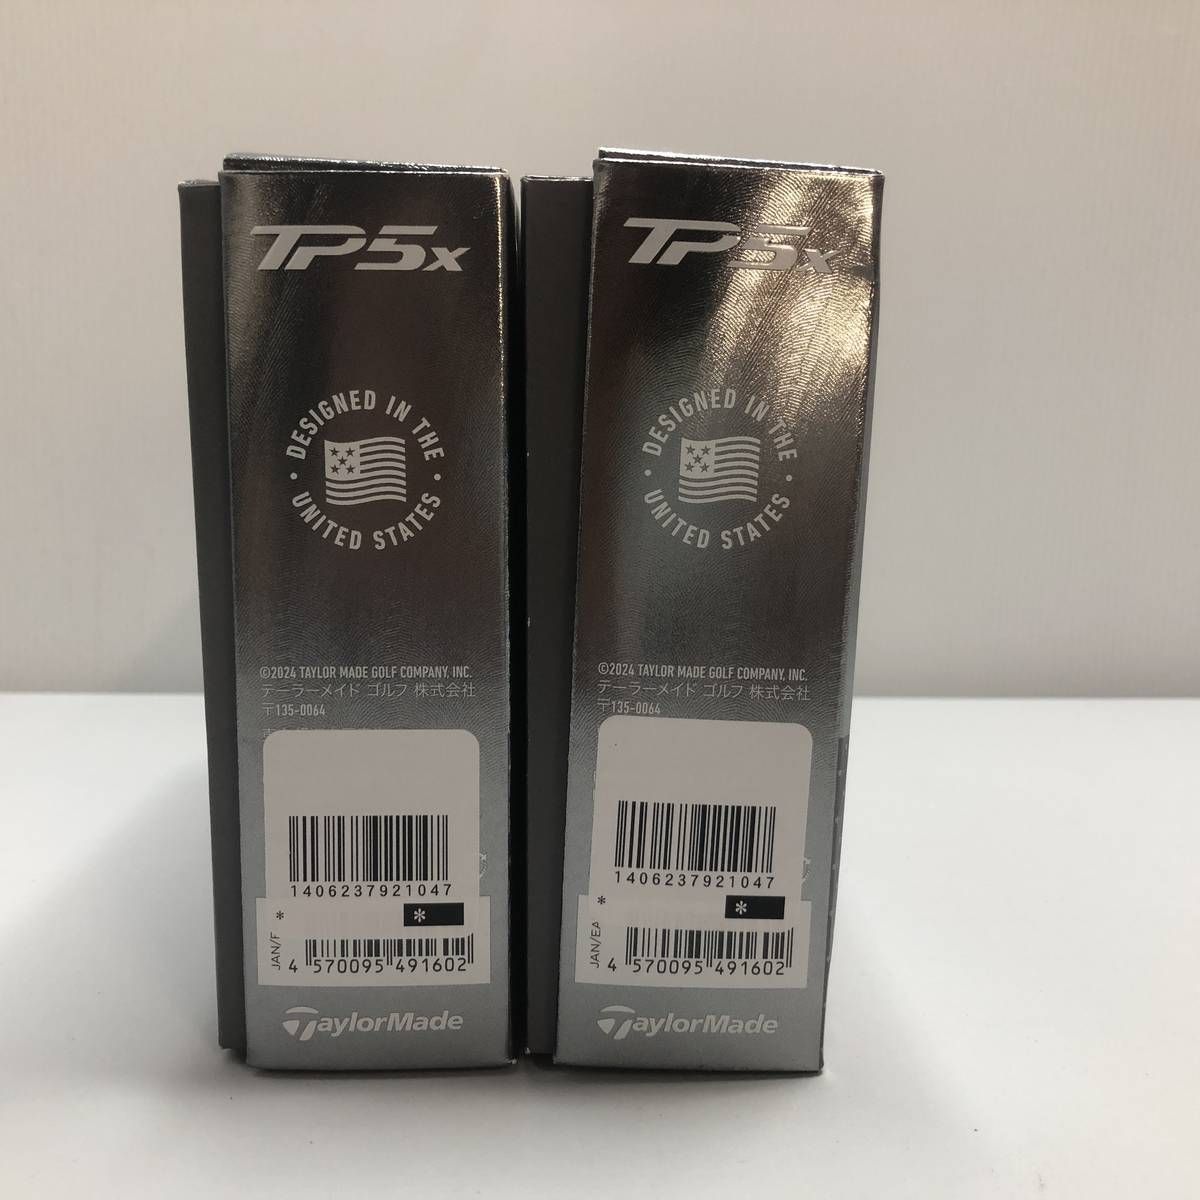 TP5x
DESIGNED IN THE
UNITED STATES
©2024 TAYLOR MADE GOLF COMPANY, INC.
テーラーメイド ゴルフ 株式会社
〒135-0064
1406237921047
*
*
JAN/E
4 570095 491602
TaylorMade
TP5x
DESIGNED IN THE
UNITED STATES
©2024 TAYLOR MADE GOLF COMPANY, INC.
テーラーメイド ゴルフ 株式会社
〒135-0064
1406237921047
*
*
JAN/EA
4 570095 491602
TaylorMade